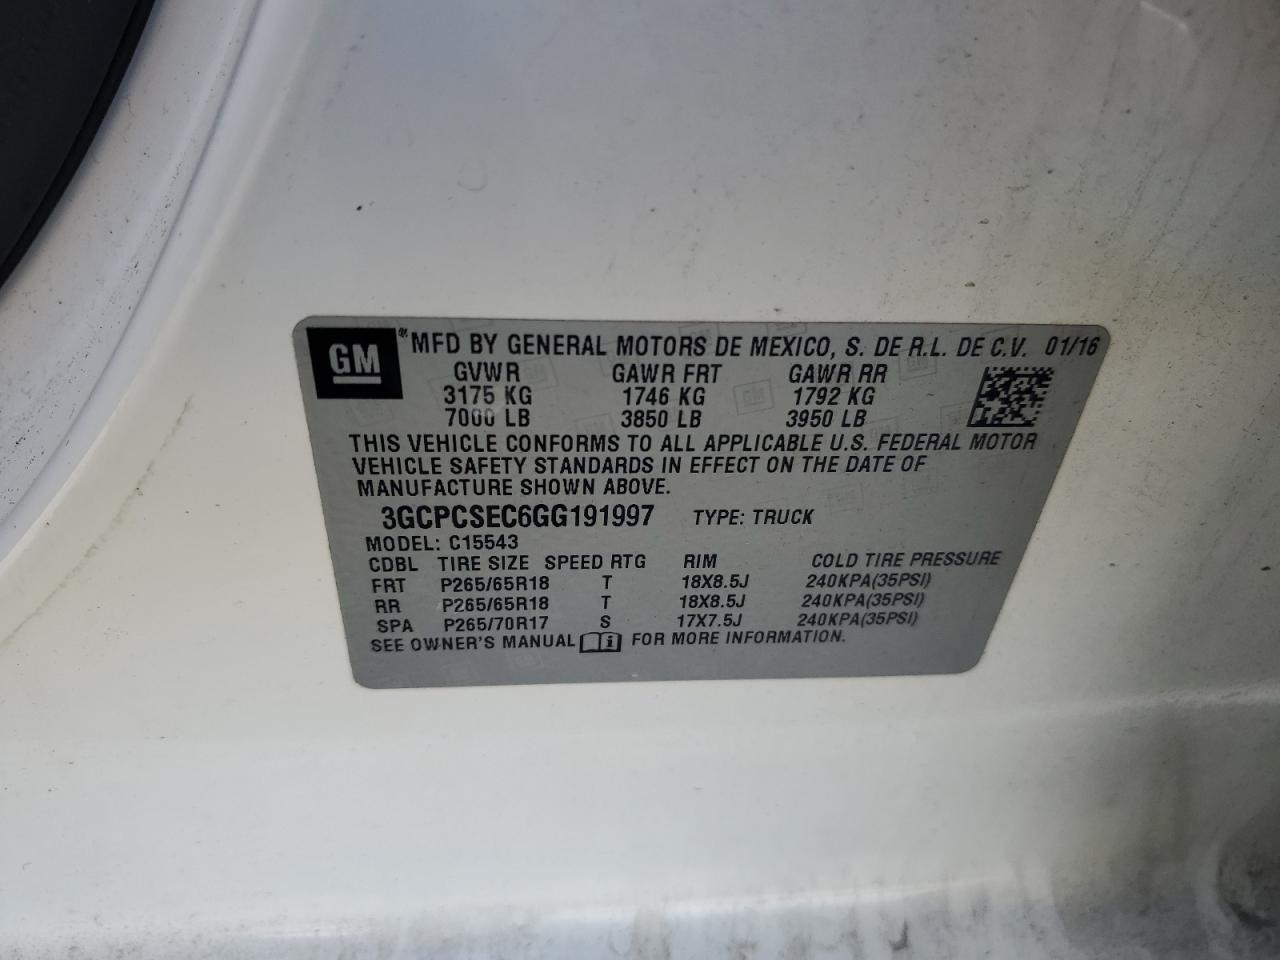 GM MFD BY GENERAL MOTORS DE MEXICO, S. DE R.L. DE C.V. 01/16
GVWR GAWR FRT GAWR RR
3175 KG 1746 KG 1792 KG
7000 LB 3850 LB 3950 LB
THIS VEHICLE CONFORMS TO ALL APPLICABLE U.S. FEDERAL MOTOR
VEHICLE SAFETY STANDARDS IN EFFECT ON THE DATE OF
MANUFACTURE SHOWN ABOVE.
3GCPCSEC6GG191997 TYPE: TRUCK
MODEL: C15543
CDBL TIRE SIZE SPEED RTG RIM COLD TIRE PRESSURE
FRT P265/65R18 T 18X8.5J 240KPA(35PSI)
RR P265/65R18 T 18X8.5J 240KPA(35PSI)
SPA P265/70R17 S 17X7.5J 240KPA(35PSI)
SEE OWNER'S MANUAL i FOR MORE INFORMATION.